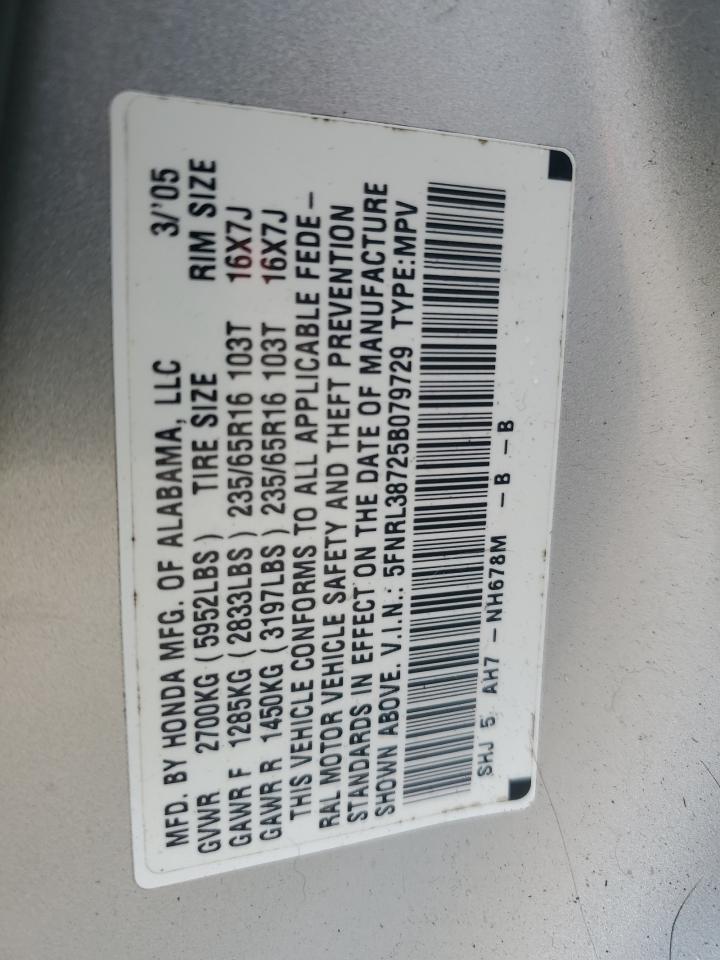 MFD. BY HONDA MFG. OF ALABAMA, LLC 3/'05
GVWR 2700KG (5952LBS) TIRE SIZE RIM SIZE
GAWR F 1285KG (2833LBS) 235/65R16 103T 16X7J
GAWR R 1450KG (3197LBS) 235/65R16 103T 16X7J
THIS VEHICLE CONFORMS TO ALL APPLICABLE FEDE-
RAL MOTOR VEHICLE SAFETY AND THEFT PREVENTION
STANDARDS IN EFFECT ON THE DATE OF MANUFACTURE
SHOWN ABOVE. V.I.N.: 5FNRL38725B079729 TYPE:MPV
SHJ 5 AH7 -NH678M -B -B